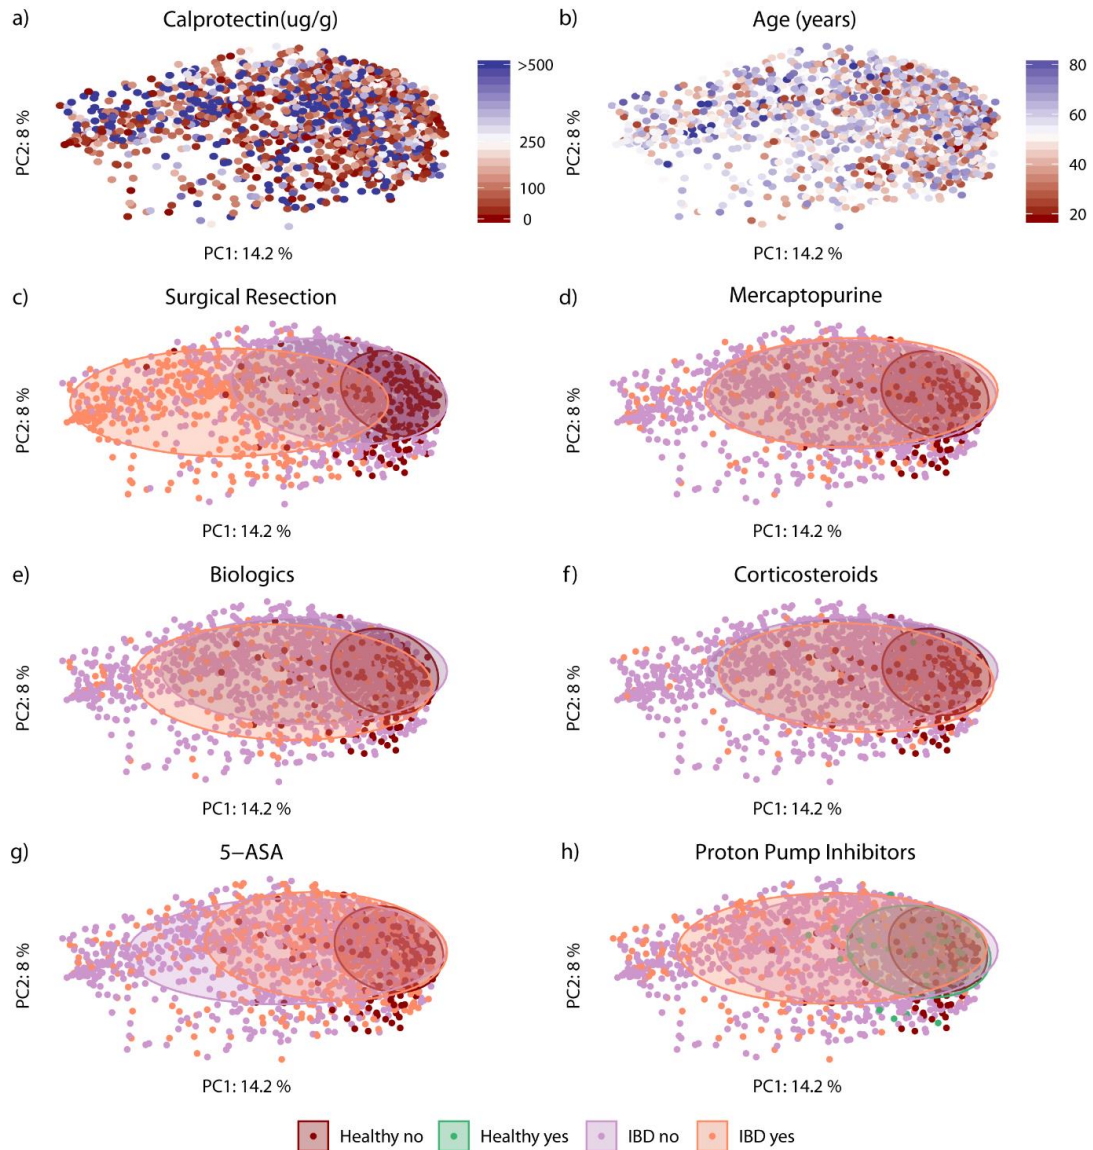 a) Calprotectin(ug/g)
PC2: 8 %
>500
250
100
0
PC1: 14.2 %
b) Age (years)
PC2: 8 %
80
60
40
20
PC1: 14.2 %
c) Surgical Resection
PC2: 8 %
PC1: 14.2 %
d) Mercaptopurine
PC2: 8 %
PC1: 14.2 %
e) Biologics
PC2: 8 %
PC1: 14.2 %
f) Corticosteroids
PC2: 8 %
PC1: 14.2 %
g) 5−ASA
PC2: 8 %
PC1: 14.2 %
h) Proton Pump Inhibitors
PC2: 8 %
PC1: 14.2 %
Healthy no Healthy yes IBD no IBD yes